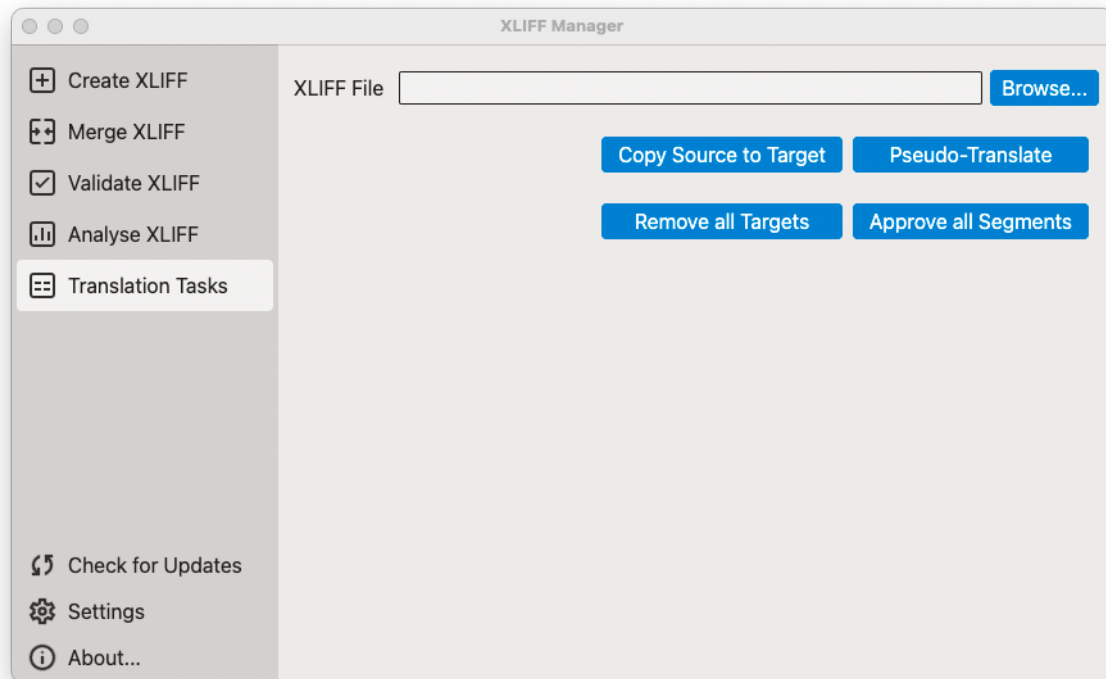 XLIFF Manager
Create XLIFF
Merge XLIFF
Validate XLIFF
Analyse XLIFF
Translation Tasks
Check for Updates
Settings
About...
XLIFF File
Browse...
Copy Source to Target
Pseudo-Translate
Remove all Targets
Approve all Segments